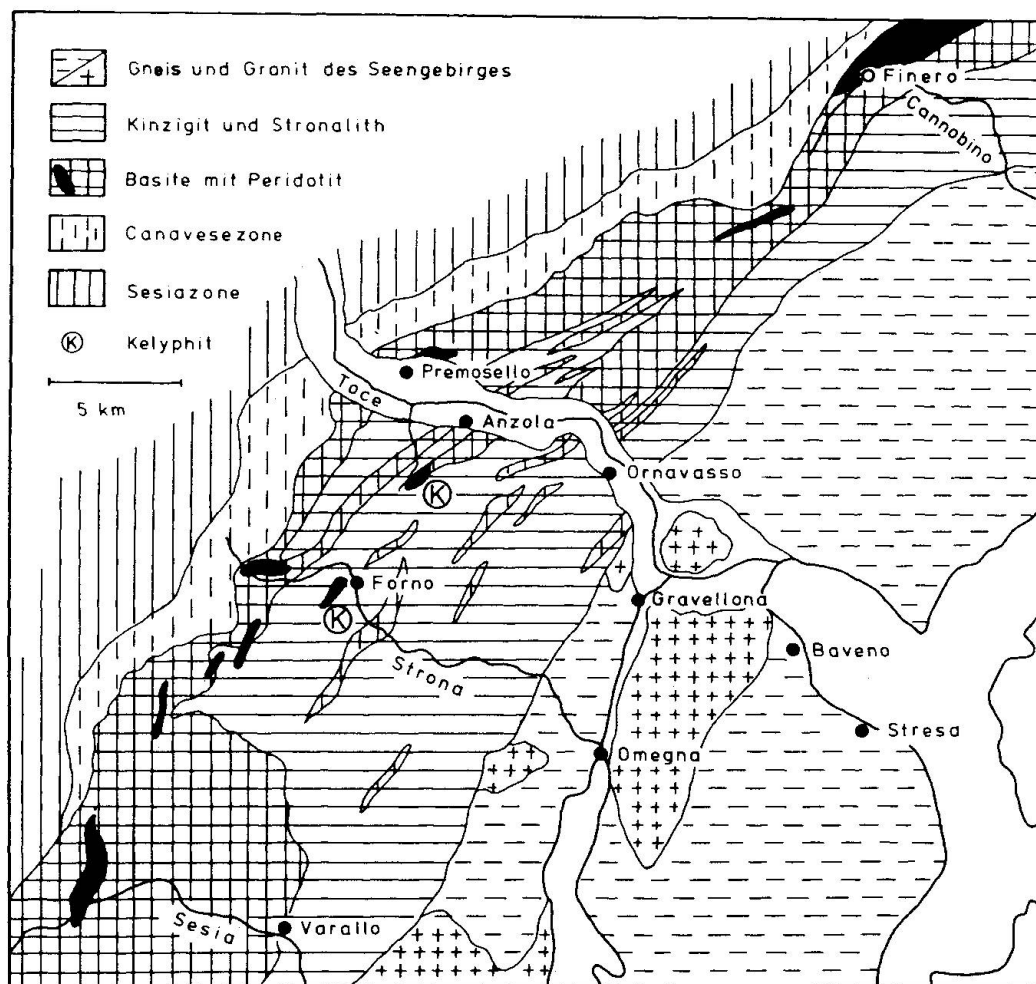 Gneis und Granit des Seengebirges
Kinzigit und Stronalith
Basite mit Peridotit
Canavesezone
Sesiazone
K Kelyphit
5 km
Finero
Cannobino
Premosello
Toce
Anzola
Ornavasso
K
Forno
K
Gravellona
Baveno
Strona
Stresa
Omegna
Sesia
Varallo